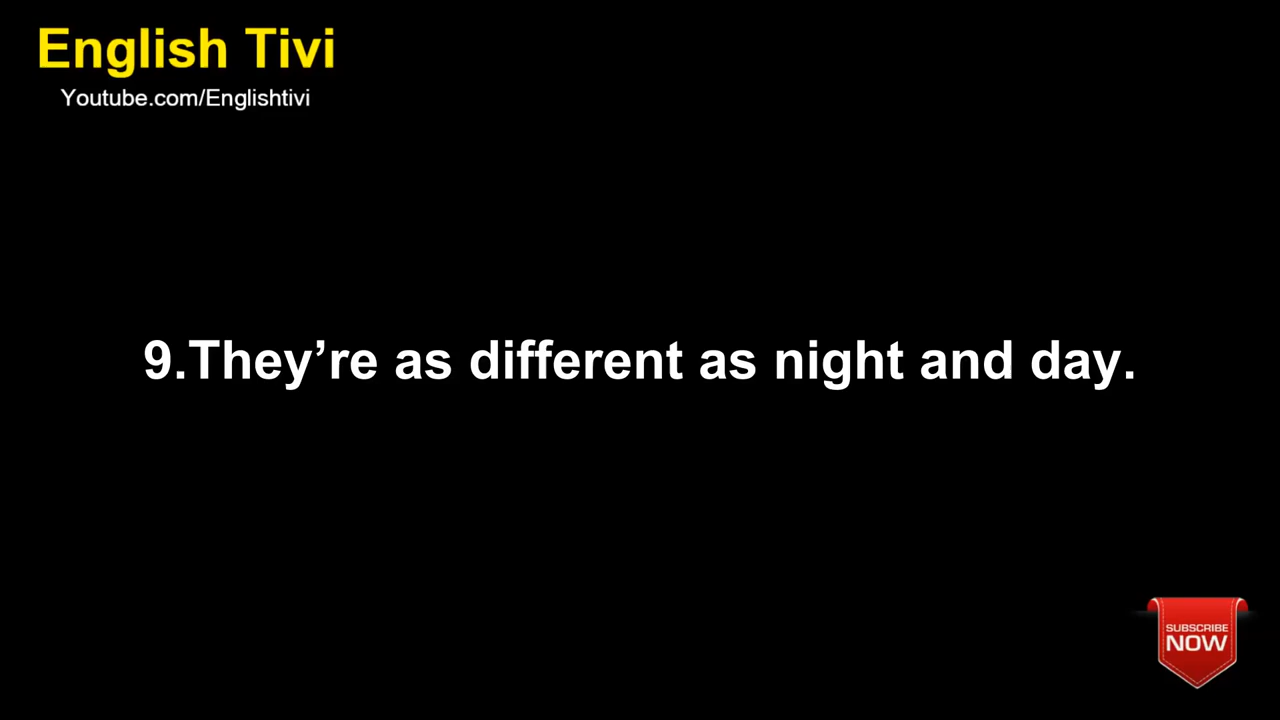 English Tivi
Youtube.com/Englishtivi
9.They’re as different as night and day.
SUBSCRIBE
NOW